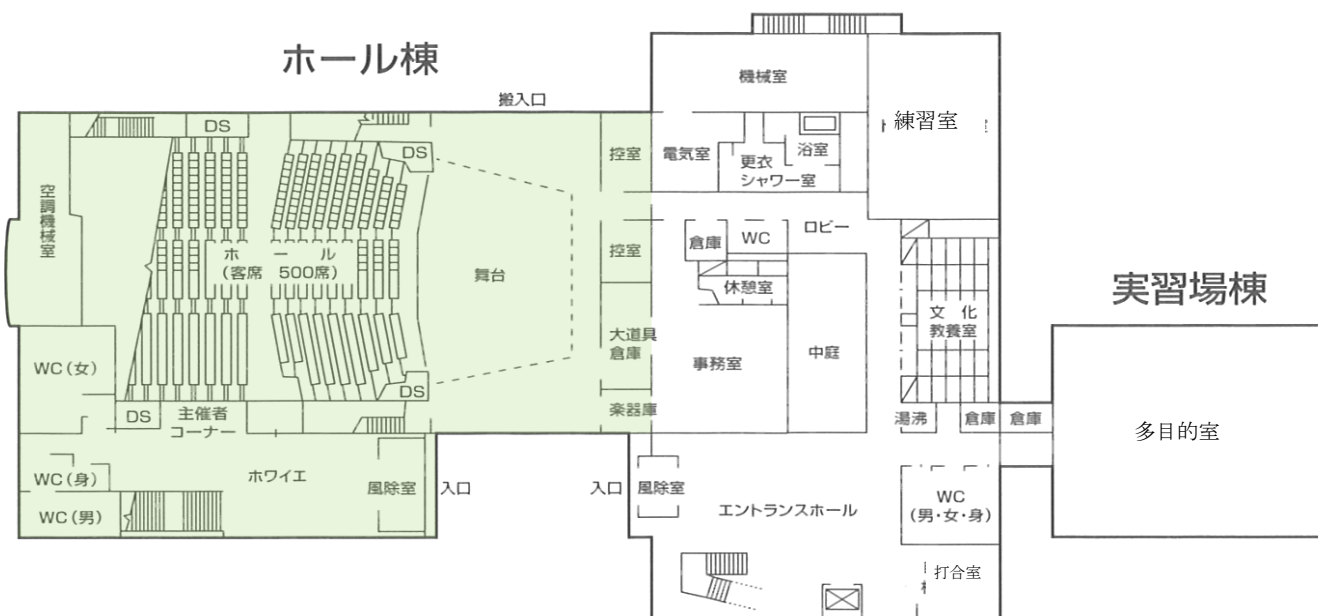 ホール棟
搬入口
機械室
練習室
DS
DS
控室
電気室
更衣
シャワー室
浴室
空調機械室
ホール
(客席 500席)
舞台
控室
倉庫
WC
ロビー
休憩室
実習場棟
文化
教養室
大道具
倉庫
事務室
中庭
WC(女)
DS
DS
主催者
コーナー
楽器庫
湯沸
倉庫
倉庫
多目的室
WC(身)
ホワイエ
風除室
入口
入口
風除室
エントランスホール
WC
(男・女・身)
WC(男)
打合室